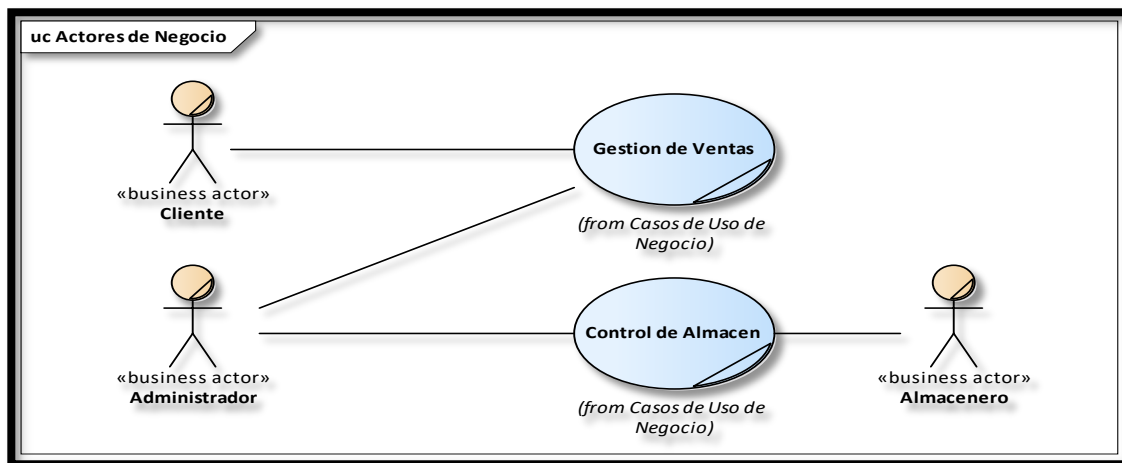 uc Actores de Negocio
«business actor»
Cliente
Gestion de Ventas
(from Casos de Uso de
Negocio)
«business actor»
Administrador
Control de Almacen
(from Casos de Uso de
Negocio)
«business actor»
Almacenero